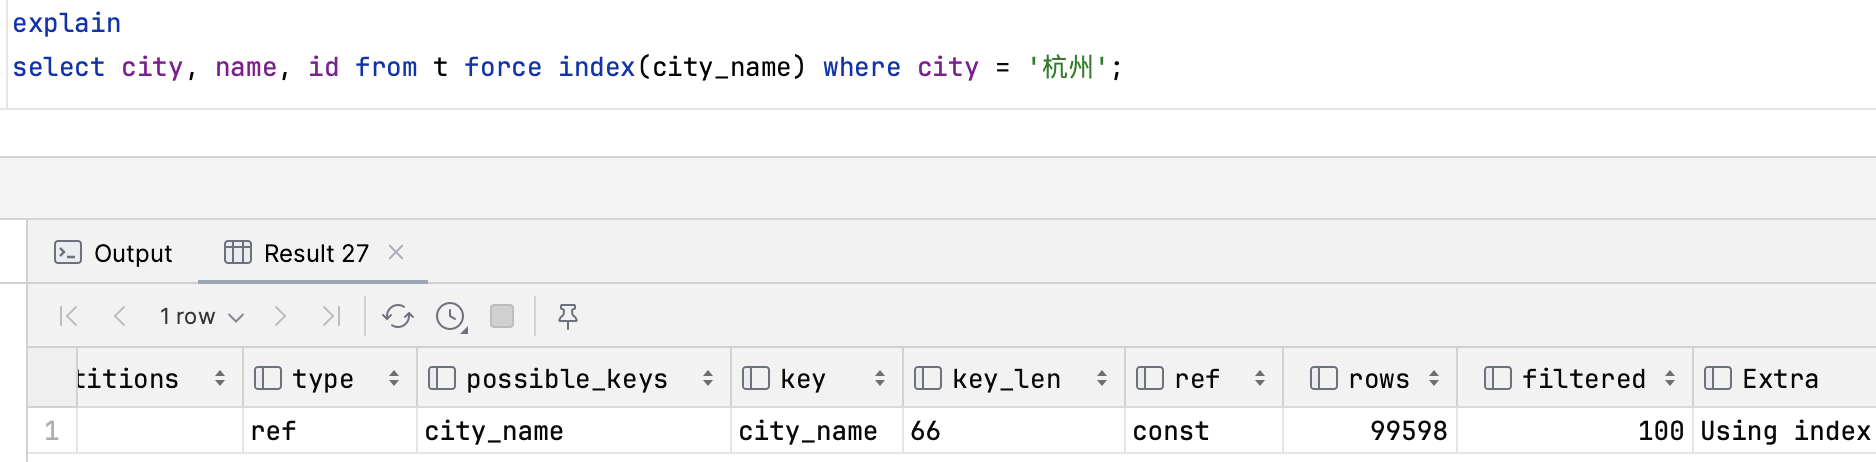 explain
select city, name, id from t force index(city_name) where city = '杭州';
Output Result 27
1 row
titions type possible_keys key key_len ref rows filtered Extra
1 ref city_name city_name 66 const 99598 100 Using index